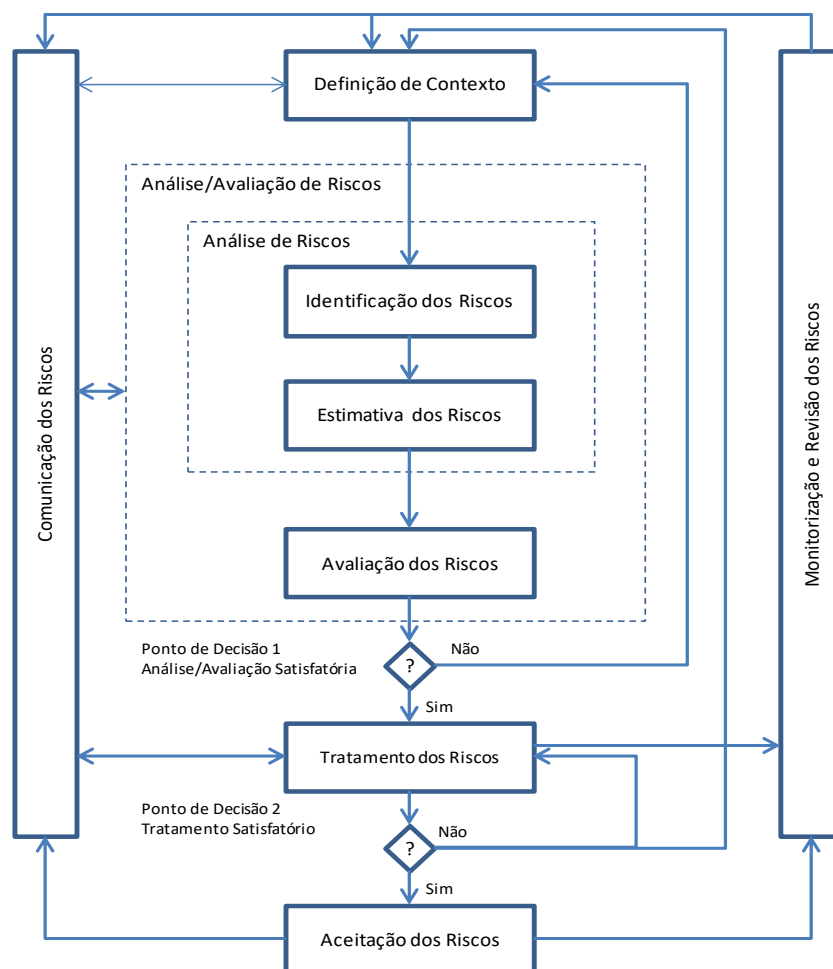 Definição de Contexto
Análise/Avaliação de Riscos
Análise de Riscos
Identificação dos Riscos
Estimativa dos Riscos
Avaliação dos Riscos
Comunicação dos Riscos
Monitorização e Revisão dos Riscos
Ponto de Decisão 1
Análise/Avaliação Satisfatória
?
Não
Sim
Tratamento dos Riscos
Ponto de Decisão 2
Tratamento Satisfatório
?
Não
Sim
Aceitação dos Riscos